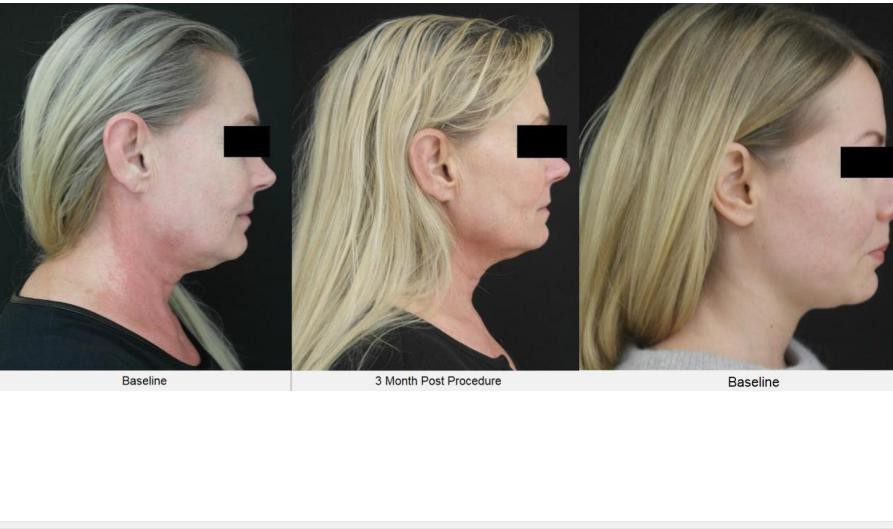 Baseline
3 Month Post Procedure
Baseline